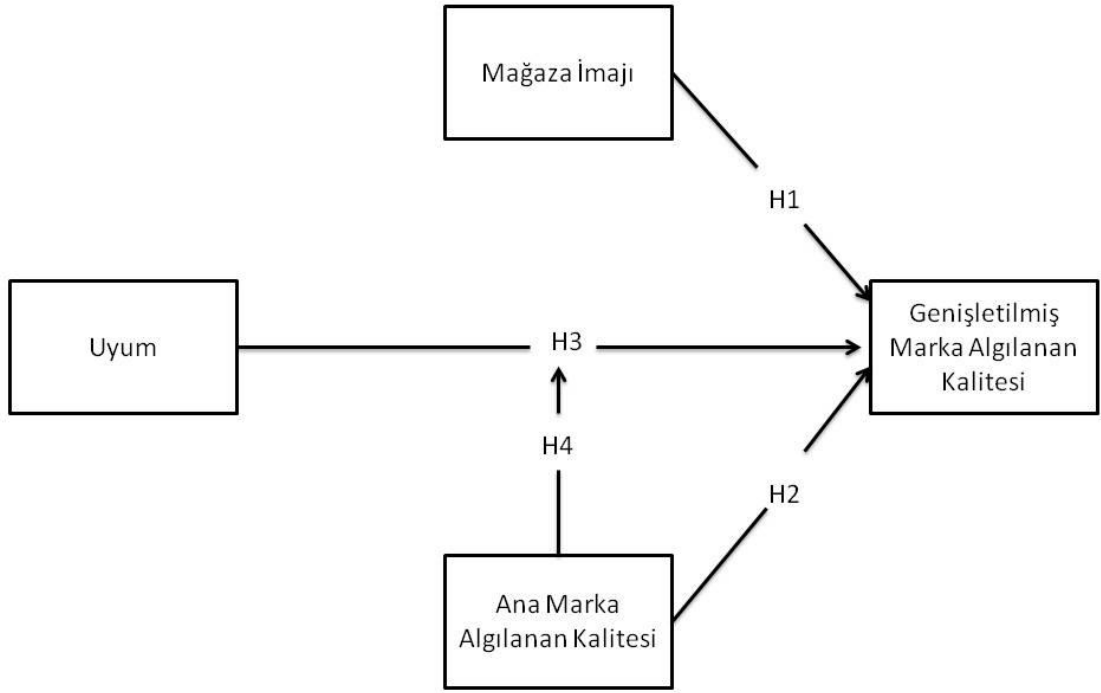 Mağaza İmajı
H1
Uyum
H3
Genişletilmiş
Marka Algılanan
Kalitesi
H4
H2
Ana Marka
Algılanan Kalitesi